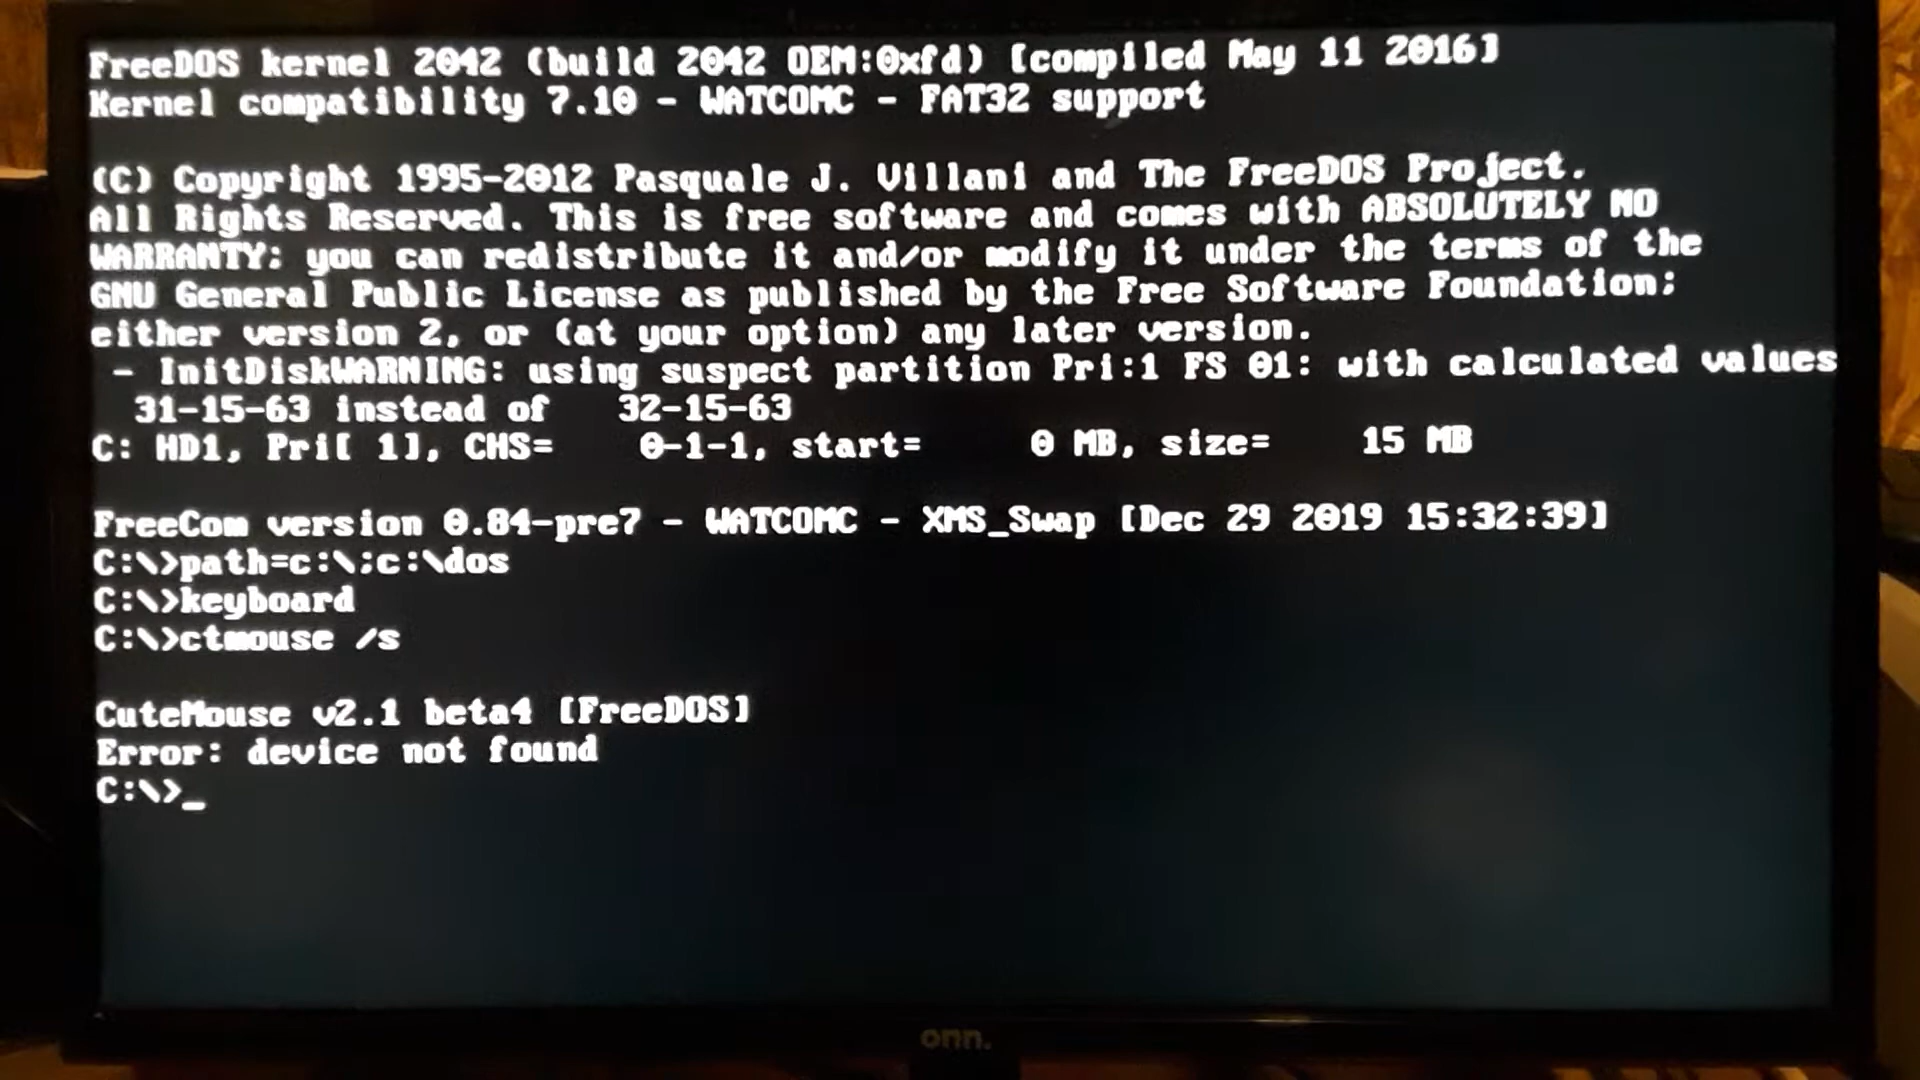 FreeDOS kernel 2042 (build 2042 OEM:0xfd) [compiled May 11 2016]
Kernel compatibility 7.10 - WATCOMC - FAT32 support
(C) Copyright 1995-2012 Pasquale J. Villani and The FreeDOS Project.
All Rights Reserved. This is free software and comes with ABSOLUTELY NO
WARRANTY; you can redistribute it and/or modify it under the terms of the
GNU General Public License as published by the Free Software Foundation;
either version 2, or (at your option) any later version.
- InitDiskWARNING: using suspect partition Pri:1 FS 01: with calculated values
31-15-63 instead of 32-15-63
C: HD1, Pri[ 1], CHS= 0-1-1, start= 0 MB, size= 15 MB
FreeCom version 0.84-pre7 - WATCOMC - XMS_Swap [Dec 29 2019 15:32:39]
C:\>path=c:\;c:\dos
C:\>keyboard
C:\>ctmouse /s
CuteMouse v2.1 beta4 [FreeDOS]
Error: device not found
C:\>_
onn.